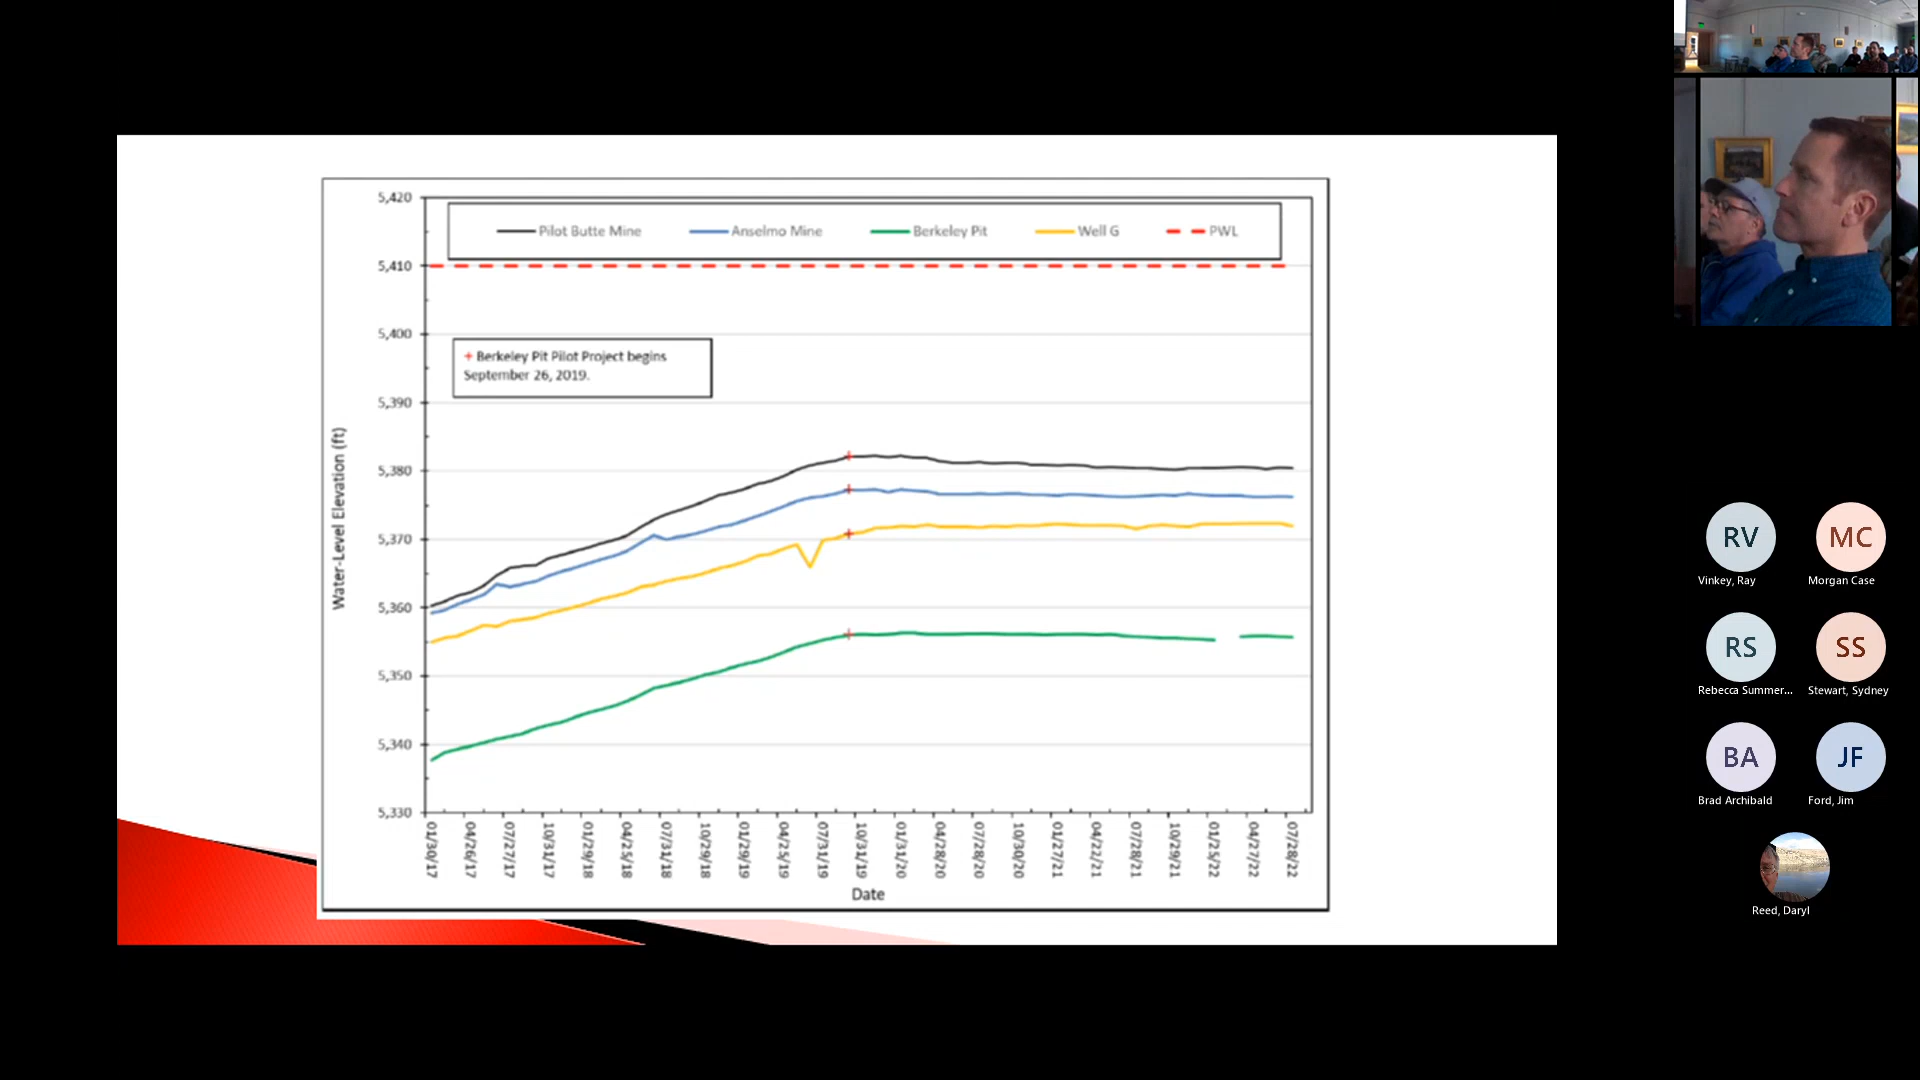 5,420
Pilot Butte Mine Anselmo Mine Berkeley Pit Well G PWL
5,410
5,400
+ Berkeley Pit Pilot Project begins
September 26, 2019.
5,390
5,380
5,370
5,360
5,350
5,340
5,330
Water-Level Elevation (ft)
01/30/17 04/26/17 07/27/17 10/31/17 01/29/18 04/25/18 07/31/18 10/29/18 01/29/19 04/25/19 07/31/19 10/31/19 01/31/20 04/28/20 07/28/20 10/30/20 01/27/21 04/22/21 07/28/21 10/29/21 01/25/22 04/27/22 07/28/22
Date
RV MC
Vinkey, Ray Morgan Case
RS SS
Rebecca Summer... Stewart, Sydney
BA JF
Brad Archibald Ford, Jim
Reed, Daryl